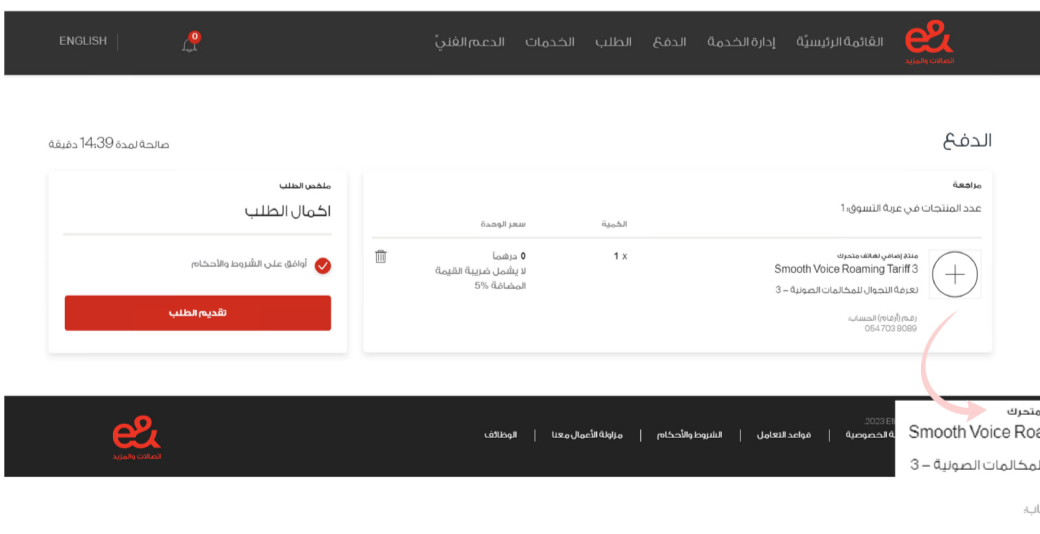 اتصالات والمزيد
القائمة الرئيسيّة
إدارة الخدمة
الدفع
الطلب
الخدمات
الدعم الفنيّ
0
ENGLISH
الدفع
صالحة لمدة 14:39 دقيقة
مراجعة
عدد المنتجات في عربة التسوق: 1
الكمية
سعر الوحدة
منتج إضافي لهاتف متحرك
Smooth Voice Roaming Tariff 3
تعرفة التجوال للمكالمات الصوتية – 3
رقم (أرقام) الحساب:
054 703 8089
1 x
0 درهماً
لا يشمل ضريبة القيمة
المضافة 5%
ملخص الطلب
اكمال الطلب
أوافق على الشروط والأحكام
تقديم الطلب
2023
الخصوصية
قواعد التعامل
الشروط والأحكام
مزاولة الأعمال معنا
الوظائف
اتصالات والمزيد
متحرك
Smooth Voice Roa
لمكالمات الصوتية – 3